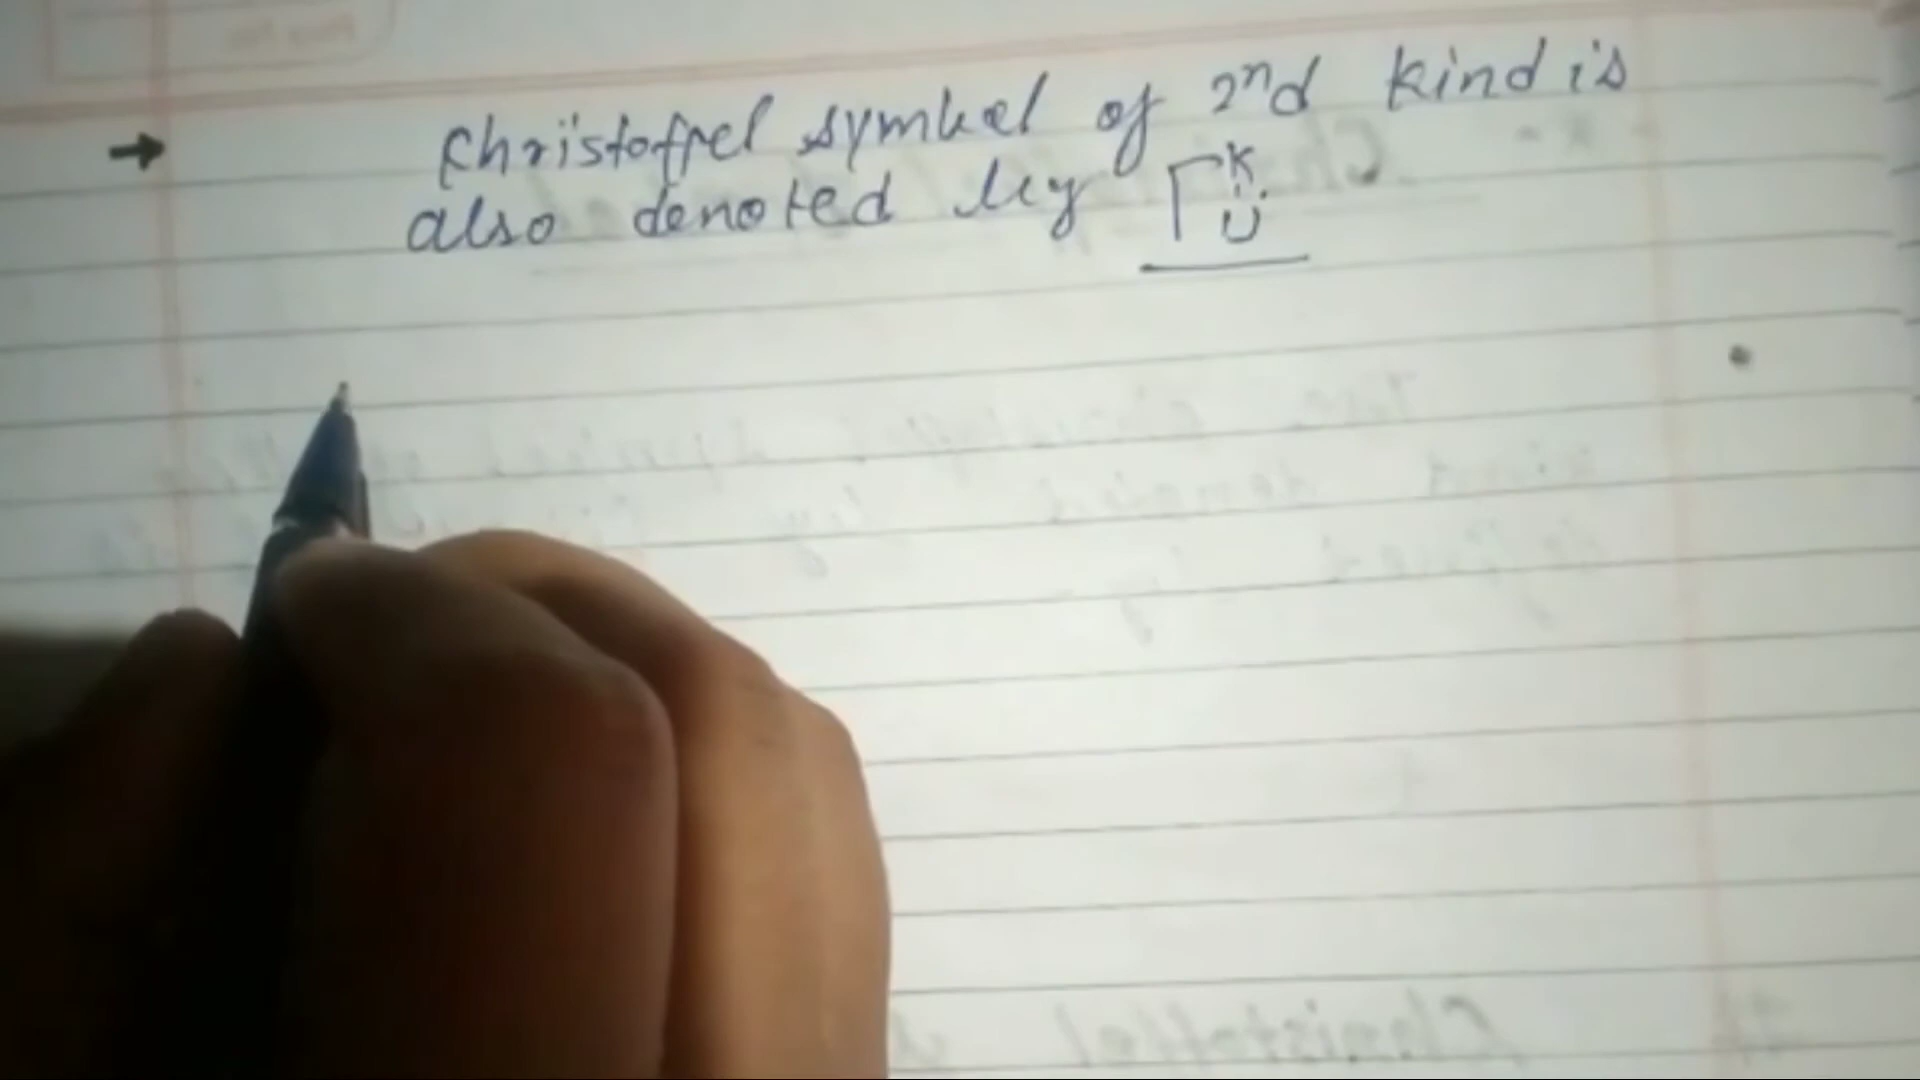 → Christoffel symbol of 2nd kind is
also denoted by Γᵏᵢⱼ